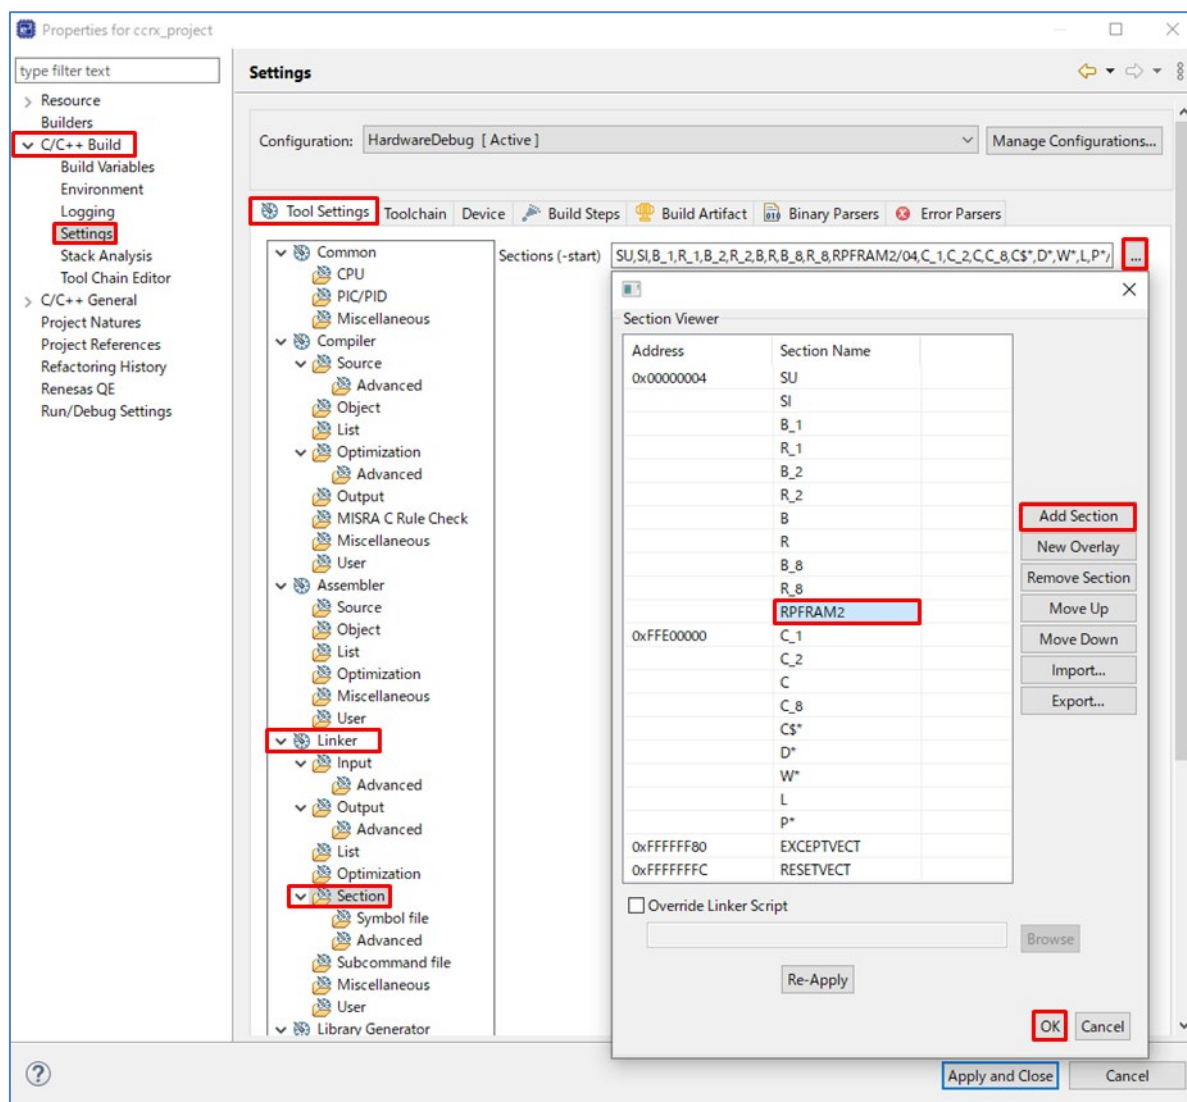 Properties for ccrx_project
type filter text
Resource
Builders
C/C++ Build
Build Variables
Environment
Logging
Settings
Stack Analysis
Tool Chain Editor
C/C++ General
Project Natures
Project References
Refactoring History
Renesas QE
Run/Debug Settings
Settings
Configuration: HardwareDebug [ Active ] Manage Configurations...
Tool Settings Toolchain Device Build Steps Build Artifact Binary Parsers Error Parsers
Common
CPU
PIC/PID
Miscellaneous
Compiler
Source
Advanced
Object
List
Optimization
Advanced
Output
MISRA C Rule Check
Miscellaneous
User
Assembler
Source
Object
List
Optimization
Miscellaneous
User
Linker
Input
Advanced
Output
Advanced
List
Optimization
Section
Symbol file
Advanced
Subcommand file
Miscellaneous
User
Library Generator
Sections (-start) SU,SI,B_1,R_1,B_2,R_2,B,R,B_8,R_8,RPFRAM2/04,C_1,C_2,C,C_8,C$*,D*,W*,L,P*/ ...
Section Viewer
Address Section Name
0x00000004 SU
SI
B_1
R_1
B_2
R_2
B
R
B_8
R_8
RPFRAM2
0xFFE00000 C_1
C_2
C
C_8
C$*
D*
W*
L
P*
0xFFFFFF80 EXCEPTVECT
0xFFFFFFFC RESETVECT
Add Section
New Overlay
Remove Section
Move Up
Move Down
Import...
Export...
Override Linker Script
Browse
Re-Apply
OK Cancel
Apply and Close Cancel